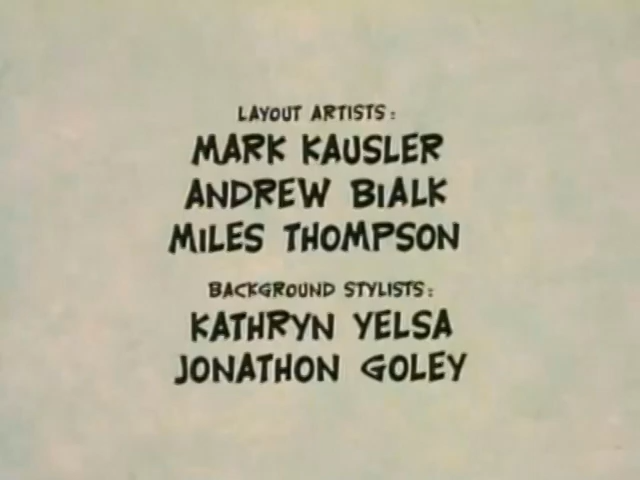 LAYOUT ARTISTS:
MARK KAUSLER
ANDREW BIALK
MILES THOMPSON
BACKGROUND STYLISTS:
KATHRYN YELSA
JONATHON GOLEY